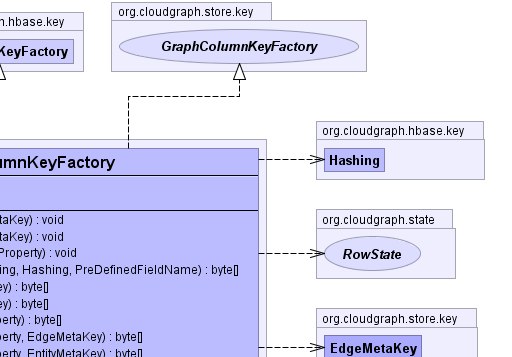 org.cloudgraph.store.key
h.hbase.key
GraphColumnKeyFactory
KeyFactory
org.cloudgraph.hbase.key
umnKeyFactory
Hashing
etaKey) : void
org.cloudgraph.state
etaKey) : void
Property) : void
RowState
ing, Hashing, PreDefinedFieldName) : byte[]
ey) : byte[]
ey) : byte[]
org.cloudgraph.store.key
perty) : byte[]
perty, EdgeMetaKey) : byte[]
EdgeMetaKey
perty, EntityMetaKey) : byte[]